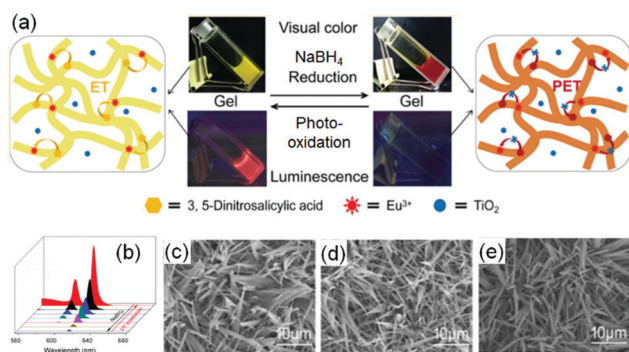 (a)
Visual color
NaBH4
Reduction
ET
PET
Gel
Gel
Photo-
oxidation
Luminescence
= 3, 5-Dinitrosalicylic acid
= Eu3+
= TiO2
(b)
(c)
(d)
(e)
NaBH4
560 600 640 680
Wavelength (nm)
10μm
10μm
10μm